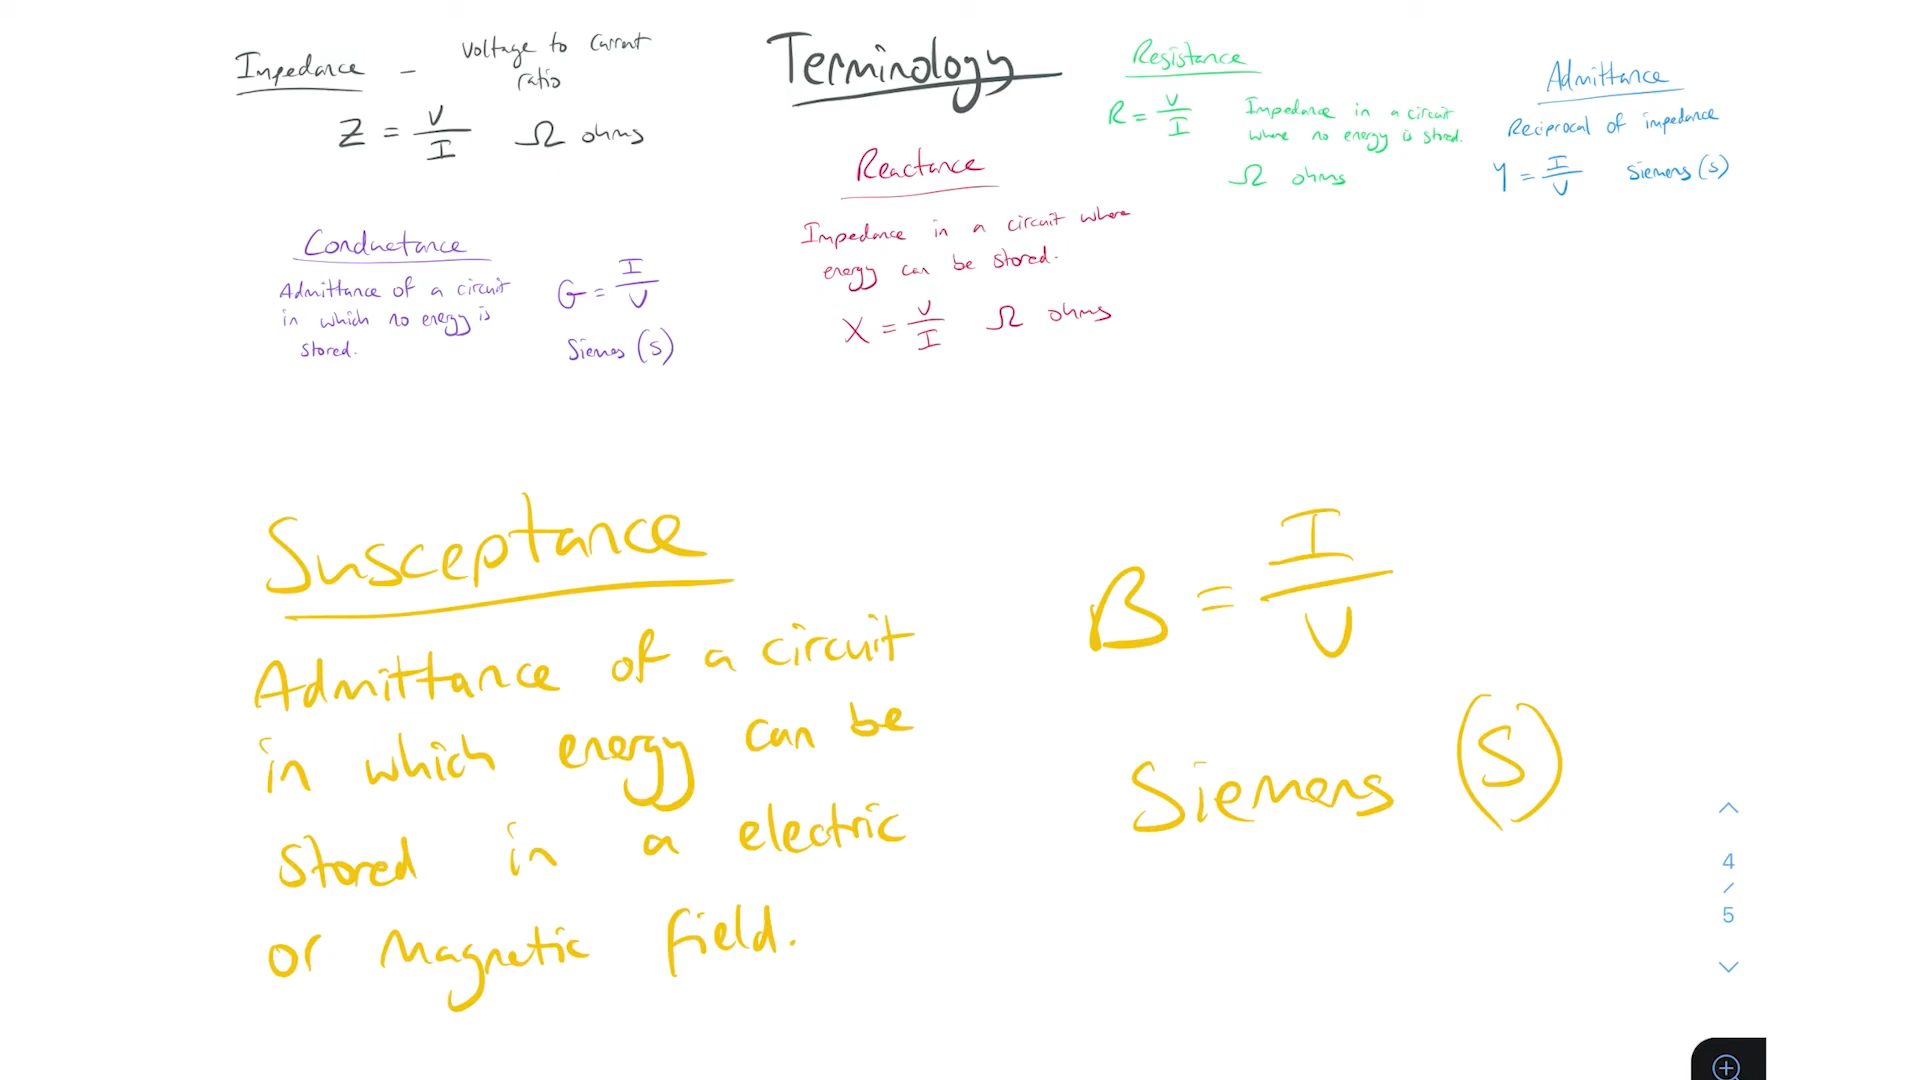 Terminology
Impedance - Voltage to Current
ratio
Z = V/I Ω ohms
Resistance
R = V/I
Impedance in a circuit
where no energy is stored.
Ω ohms
Admittance
Reciprocal of impedance
Y = I/V Siemens (S)
Reactance
Impedance in a circuit where
energy can be stored.
X = V/I Ω ohms
Conductance
Admittance of a circuit
in which no energy is
stored.
G = I/V
Siemes (S)
Susceptance
Admittance of a circuit
in which energy can be
stored in a electric
or Magnetic field.
B = I/V
Siemens (S)
4
/
5